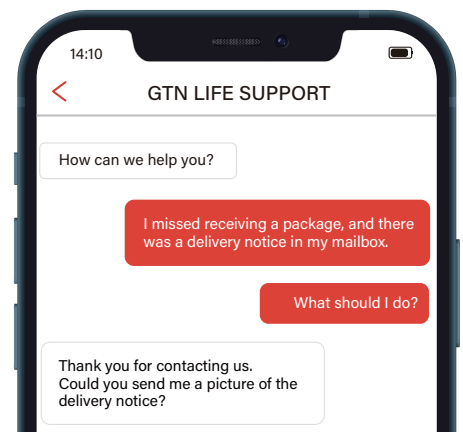 14:10
GTN LIFE SUPPORT
How can we help you?
I missed receiving a package, and there
was a delivery notice in my mailbox.
What should I do?
Thank you for contacting us.
Could you send me a picture of the
delivery notice?